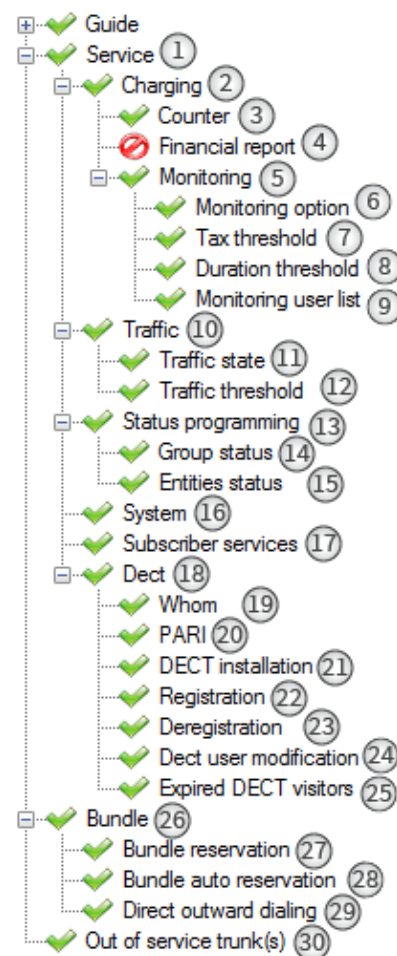 Guide
Service 1
Charging 2
Counter 3
Financial report 4
Monitoring 5
Monitoring option 6
Tax threshold 7
Duration threshold 8
Monitoring user list 9
Traffic 10
Traffic state 11
Traffic threshold 12
Status programming 13
Group status 14
Entities status 15
System 16
Subscriber services 17
Dect 18
Whom 19
PARI 20
DECT installation 21
Registration 22
Deregistration 23
Dect user modification 24
Expired DECT visitors 25
Bundle 26
Bundle reservation 27
Bundle auto reservation 28
Direct outward dialing 29
Out of service trunk(s) 30